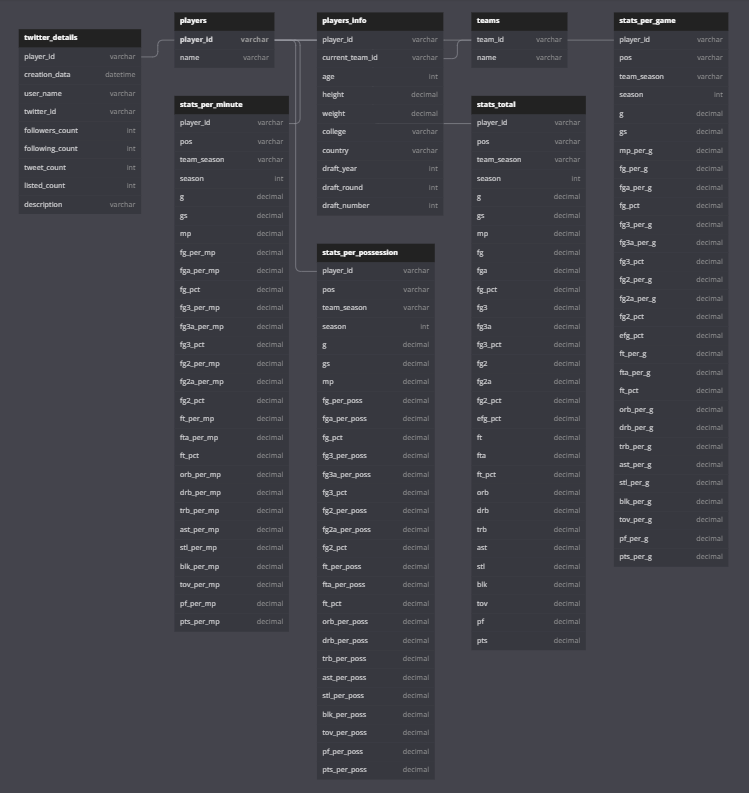 twitter_details
player_id varchar
creation_data datetime
user_name varchar
twitter_id varchar
followers_count int
following_count int
tweet_count int
listed_count int
description varchar
players
player_id varchar
name varchar
stats_per_minute
player_id varchar
pos varchar
team_season varchar
season int
g decimal
gs decimal
mp decimal
fg_per_mp decimal
fga_per_mp decimal
fg_pct decimal
fg3_per_mp decimal
fg3a_per_mp decimal
fg3_pct decimal
fg2_per_mp decimal
fg2a_per_mp decimal
fg2_pct decimal
ft_per_mp decimal
fta_per_mp decimal
ft_pct decimal
orb_per_mp decimal
drb_per_mp decimal
trb_per_mp decimal
ast_per_mp decimal
stl_per_mp decimal
blk_per_mp decimal
tov_per_mp decimal
pf_per_mp decimal
pts_per_mp decimal
players_info
player_id varchar
current_team_id varchar
age int
height decimal
weight decimal
college varchar
country varchar
draft_year int
draft_round int
draft_number int
stats_per_possession
player_id varchar
pos varchar
team_season varchar
season int
g decimal
gs decimal
mp decimal
fg_per_poss decimal
fga_per_poss decimal
fg_pct decimal
fg3_per_poss decimal
fg3a_per_poss decimal
fg3_pct decimal
fg2_per_poss decimal
fg2a_per_poss decimal
fg2_pct decimal
ft_per_poss decimal
fta_per_poss decimal
ft_pct decimal
orb_per_poss decimal
drb_per_poss decimal
trb_per_poss decimal
ast_per_poss decimal
stl_per_poss decimal
blk_per_poss decimal
tov_per_poss decimal
pf_per_poss decimal
pts_per_poss decimal
teams
team_id varchar
name varchar
stats_total
player_id varchar
pos varchar
team_season varchar
season int
g decimal
gs decimal
mp decimal
fg decimal
fga decimal
fg_pct decimal
fg3 decimal
fg3a decimal
fg3_pct decimal
fg2 decimal
fg2a decimal
fg2_pct decimal
efg_pct decimal
ft decimal
fta decimal
ft_pct decimal
orb decimal
drb decimal
trb decimal
ast decimal
stl decimal
blk decimal
tov decimal
pf decimal
pts decimal
stats_per_game
player_id varchar
pos varchar
team_season varchar
season int
g decimal
gs decimal
mp_per_g decimal
fg_per_g decimal
fga_per_g decimal
fg_pct decimal
fg3_per_g decimal
fg3a_per_g decimal
fg3_pct decimal
fg2_per_g decimal
fg2a_per_g decimal
fg2_pct decimal
efg_pct decimal
ft_per_g decimal
fta_per_g decimal
ft_pct decimal
orb_per_g decimal
drb_per_g decimal
trb_per_g decimal
ast_per_g decimal
stl_per_g decimal
blk_per_g decimal
tov_per_g decimal
pf_per_g decimal
pts_per_g decimal